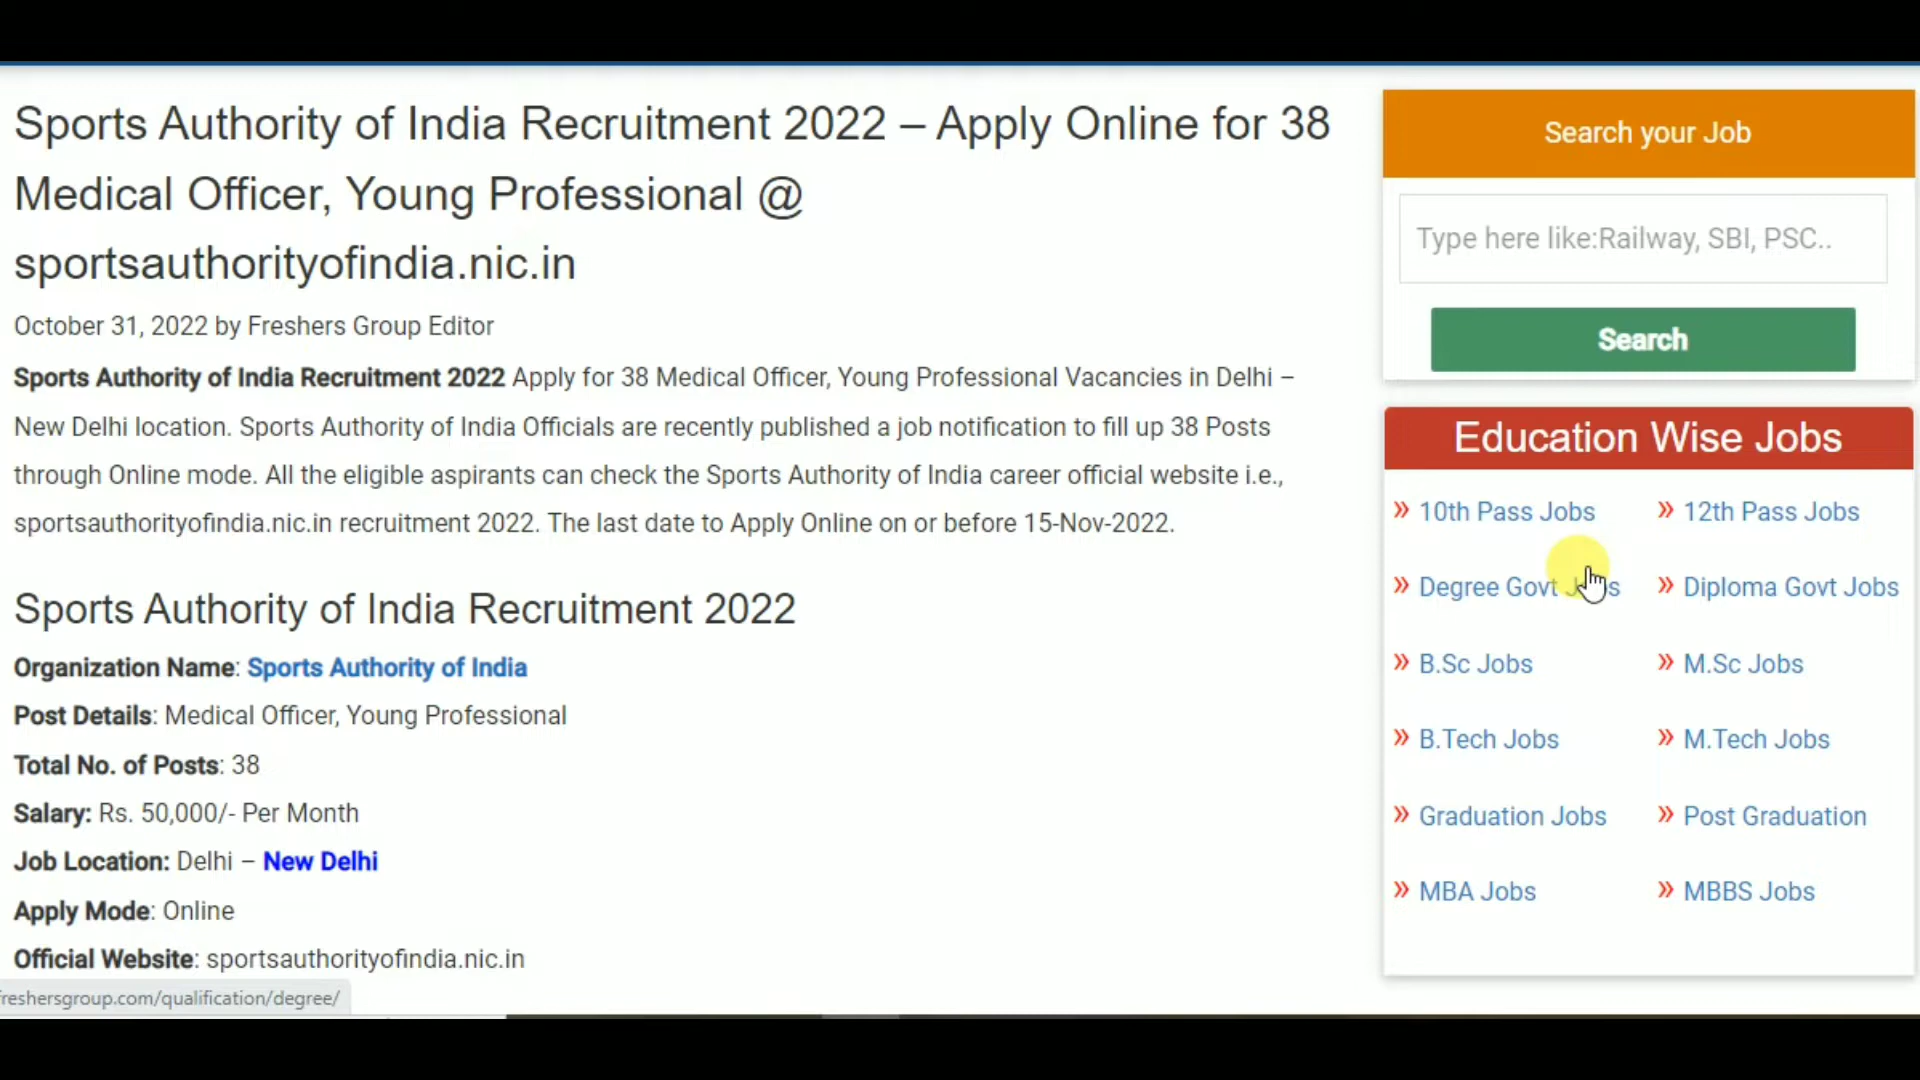 Sports Authority of India Recruitment 2022 – Apply Online for 38
Medical Officer, Young Professional @
sportsauthorityofindia.nic.in
October 31, 2022 by Freshers Group Editor
Sports Authority of India Recruitment 2022 Apply for 38 Medical Officer, Young Professional Vacancies in Delhi –
New Delhi location. Sports Authority of India Officials are recently published a job notification to fill up 38 Posts
through Online mode. All the eligible aspirants can check the Sports Authority of India career official website i.e.,
sportsauthorityofindia.nic.in recruitment 2022. The last date to Apply Online on or before 15-Nov-2022.
Sports Authority of India Recruitment 2022
Organization Name: Sports Authority of India
Post Details: Medical Officer, Young Professional
Total No. of Posts: 38
Salary: Rs. 50,000/- Per Month
Job Location: Delhi – New Delhi
Apply Mode: Online
Official Website: sportsauthorityofindia.nic.in
freshersgroup.com/qualification/degree/
Search your Job
Type here like:Railway, SBI, PSC..
Search
Education Wise Jobs
» 10th Pass Jobs » 12th Pass Jobs
» Degree Govt Jobs » Diploma Govt Jobs
» B.Sc Jobs » M.Sc Jobs
» B.Tech Jobs » M.Tech Jobs
» Graduation Jobs » Post Graduation
» MBA Jobs » MBBS Jobs